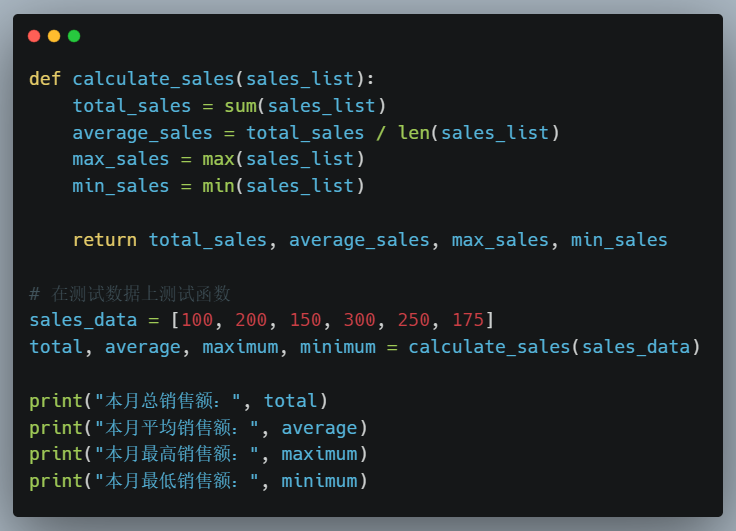 def calculate_sales(sales_list):
    total_sales = sum(sales_list)
    average_sales = total_sales / len(sales_list)
    max_sales = max(sales_list)
    min_sales = min(sales_list)

    return total_sales, average_sales, max_sales, min_sales

# 在测试数据上测试函数
sales_data = [100, 200, 150, 300, 250, 175]
total, average, maximum, minimum = calculate_sales(sales_data)

print("本月总销售额：", total)
print("本月平均销售额：", average)
print("本月最高销售额：", maximum)
print("本月最低销售额：", minimum)